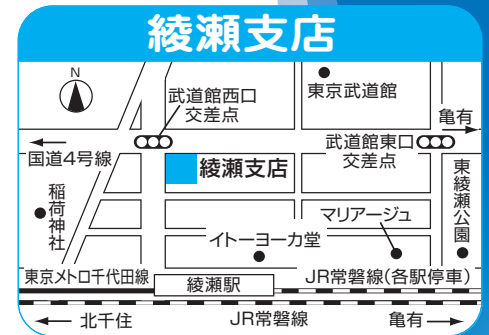 綾瀬支店
N
東京武道館
武道館西口
交差点
亀有
武道館東口
交差点
国道4号線
綾瀬支店
東綾瀬公園
稲荷神社
マリアージュ
イトーヨーカ堂
東京メトロ千代田線
綾瀬駅
JR常磐線(各駅停車)
北千住
JR常磐線
亀有